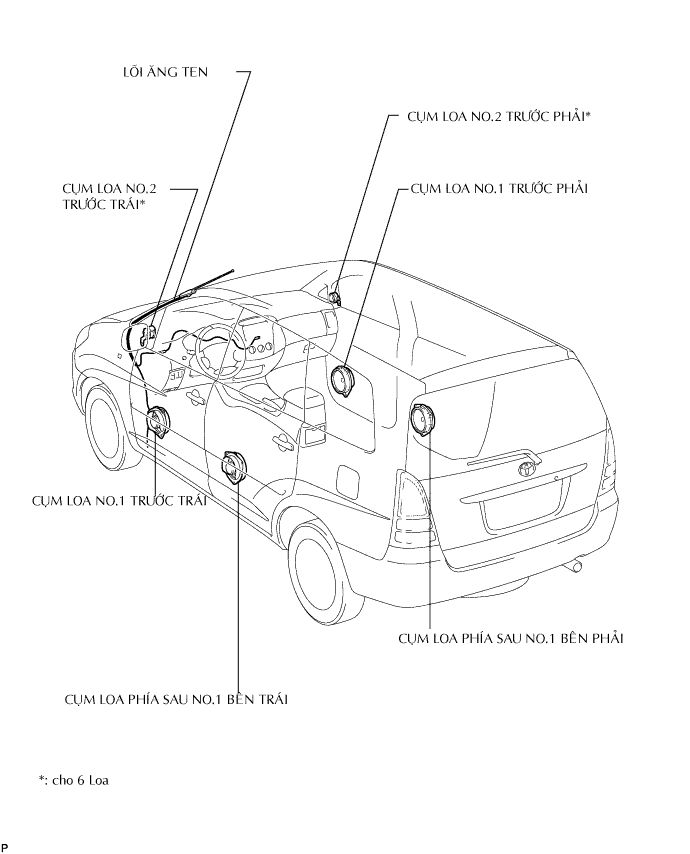 LÕI ĂNG TEN
CỤM LOA NO.2 TRƯỚC PHẢI*
CỤM LOA NO.2
TRƯỚC TRÁI*
CỤM LOA NO.1 TRƯỚC PHẢI
CỤM LOA NO.1 TRƯỚC TRÁI
CỤM LOA PHÍA SAU NO.1 BÊN PHẢI
CỤM LOA PHÍA SAU NO.1 BÊN TRÁI
*: cho 6 Loa
P